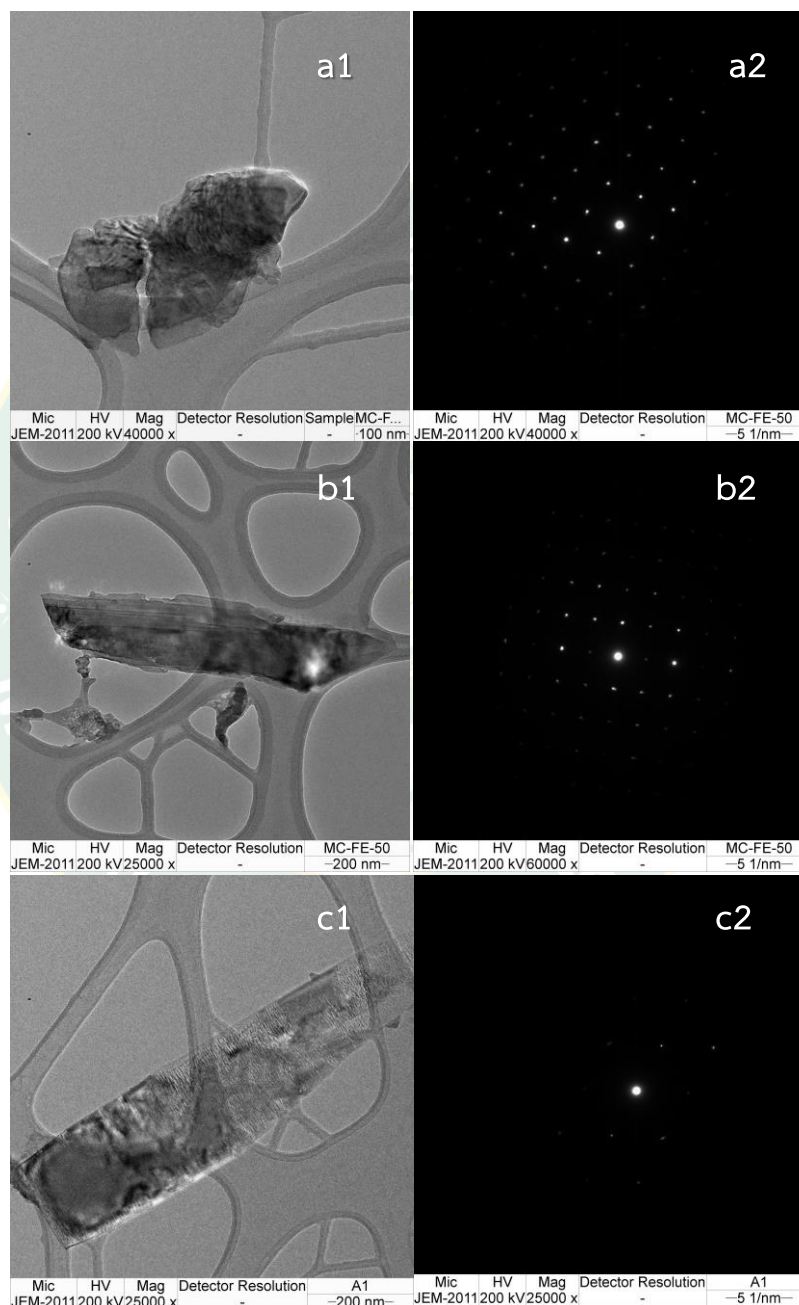 a1
a2
Mic HV Mag Detector Resolution Sample MC-F...
JEM-2011 200 kV 40000 x - - 100 nm
Mic HV Mag Detector Resolution MC-FE-50
JEM-2011 200 kV 40000 x - —5 1/nm—
b1
b2
Mic HV Mag Detector Resolution MC-FE-50
JEM-2011 200 kV 25000 x - —200 nm—
Mic HV Mag Detector Resolution MC-FE-50
JEM-2011 200 kV 60000 x - —5 1/nm—
c1
c2
Mic HV Mag Detector Resolution A1
JEM-2011 200 kV 25000 x - —200 nm—
Mic HV Mag Detector Resolution A1
JEM-2011 200 kV 25000 x - —5 1/nm—